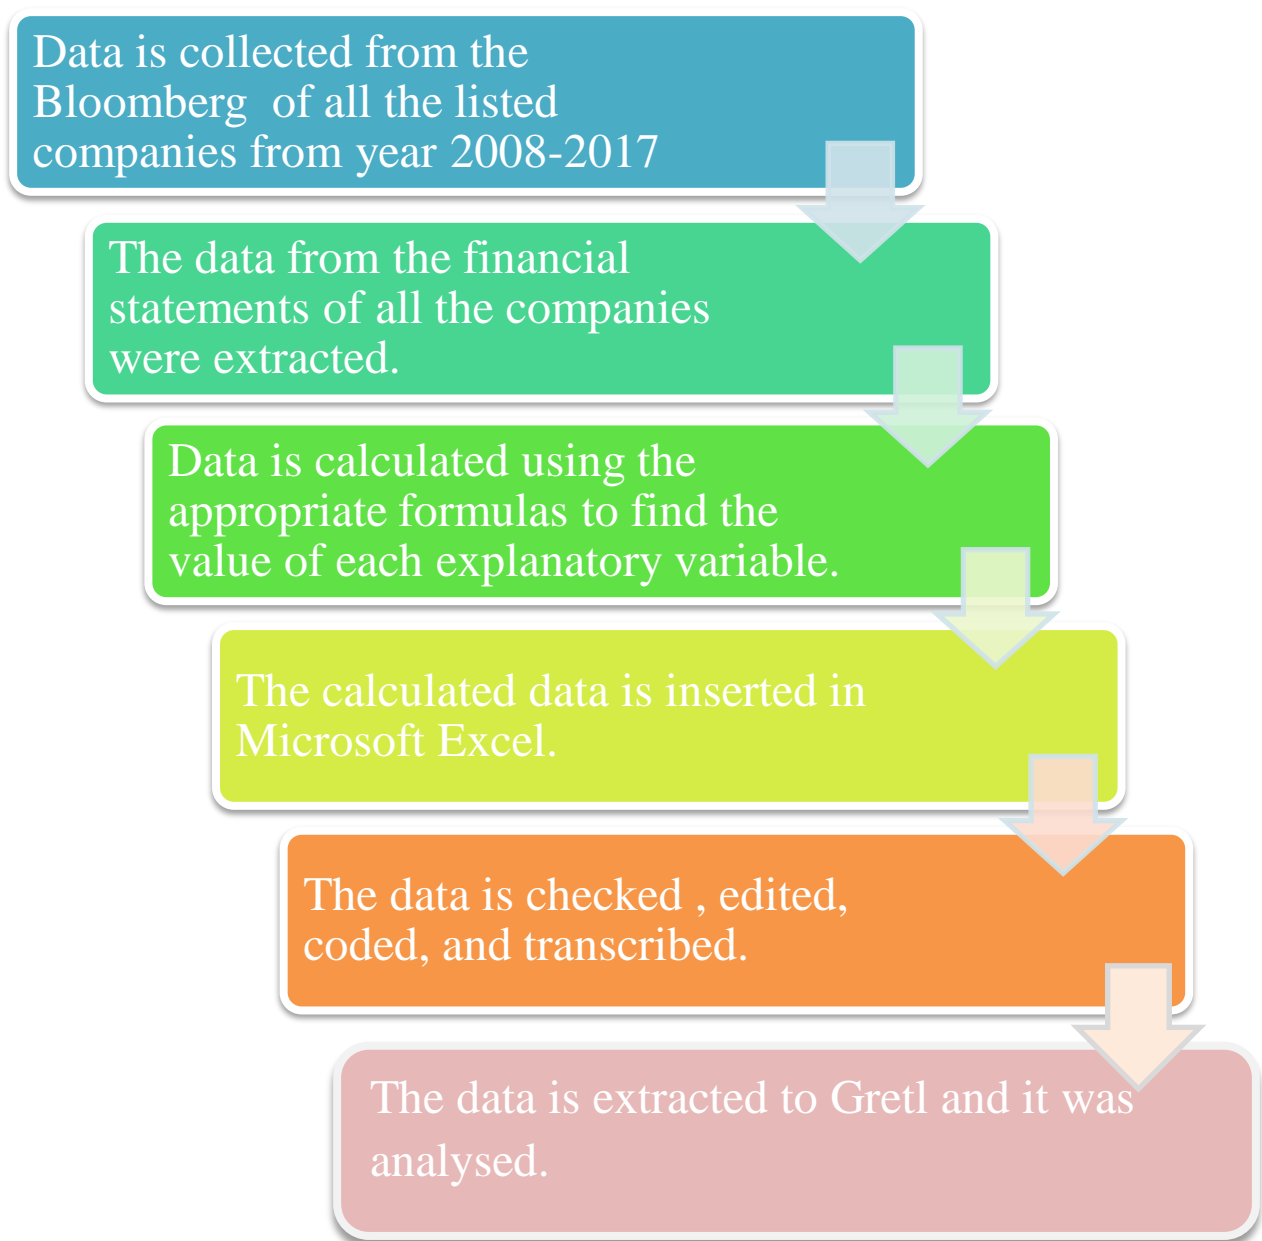 Data is collected from the
Bloomberg  of all the listed
companies from year 2008-2017
The data from the financial
statements of all the companies
were extracted.
Data is calculated using the
appropriate formulas to find the
value of each explanatory variable.
The calculated data is inserted in
Microsoft Excel.
The data is checked , edited,
coded, and transcribed.
The data is extracted to Gretl and it was
analysed.